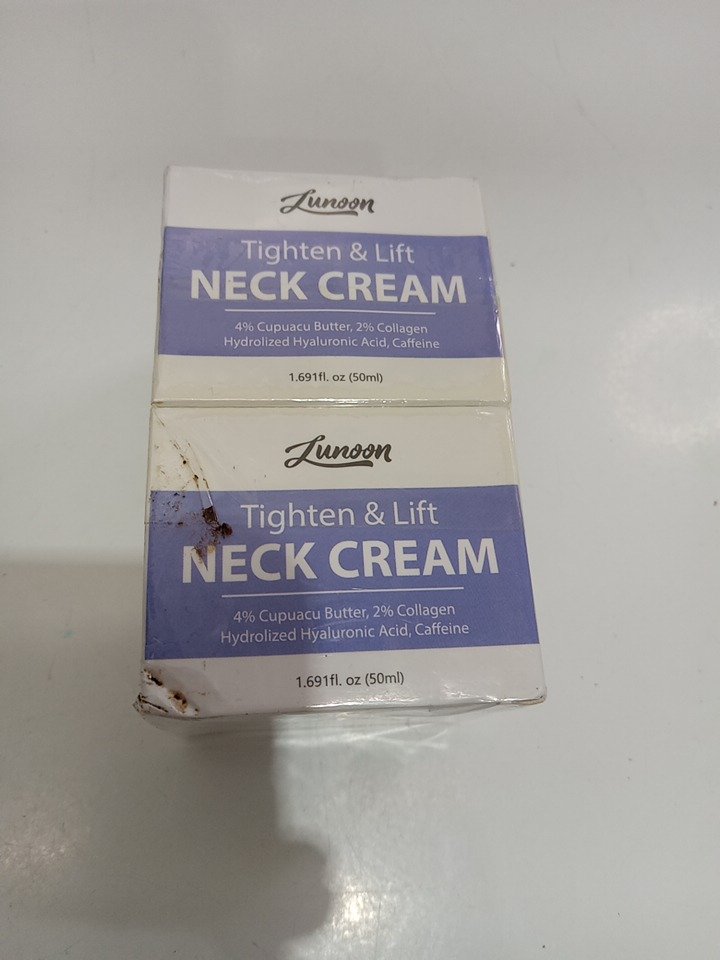 Lunoon
Tighten & Lift
NECK CREAM
4% Cupuacu Butter, 2% Collagen
Hydrolized Hyaluronic Acid, Caffeine
1.691fl. oz (50ml)
Lunoon
Tighten & Lift
NECK CREAM
4% Cupuacu Butter, 2% Collagen
Hydrolized Hyaluronic Acid, Caffeine
1.691fl. oz (50ml)